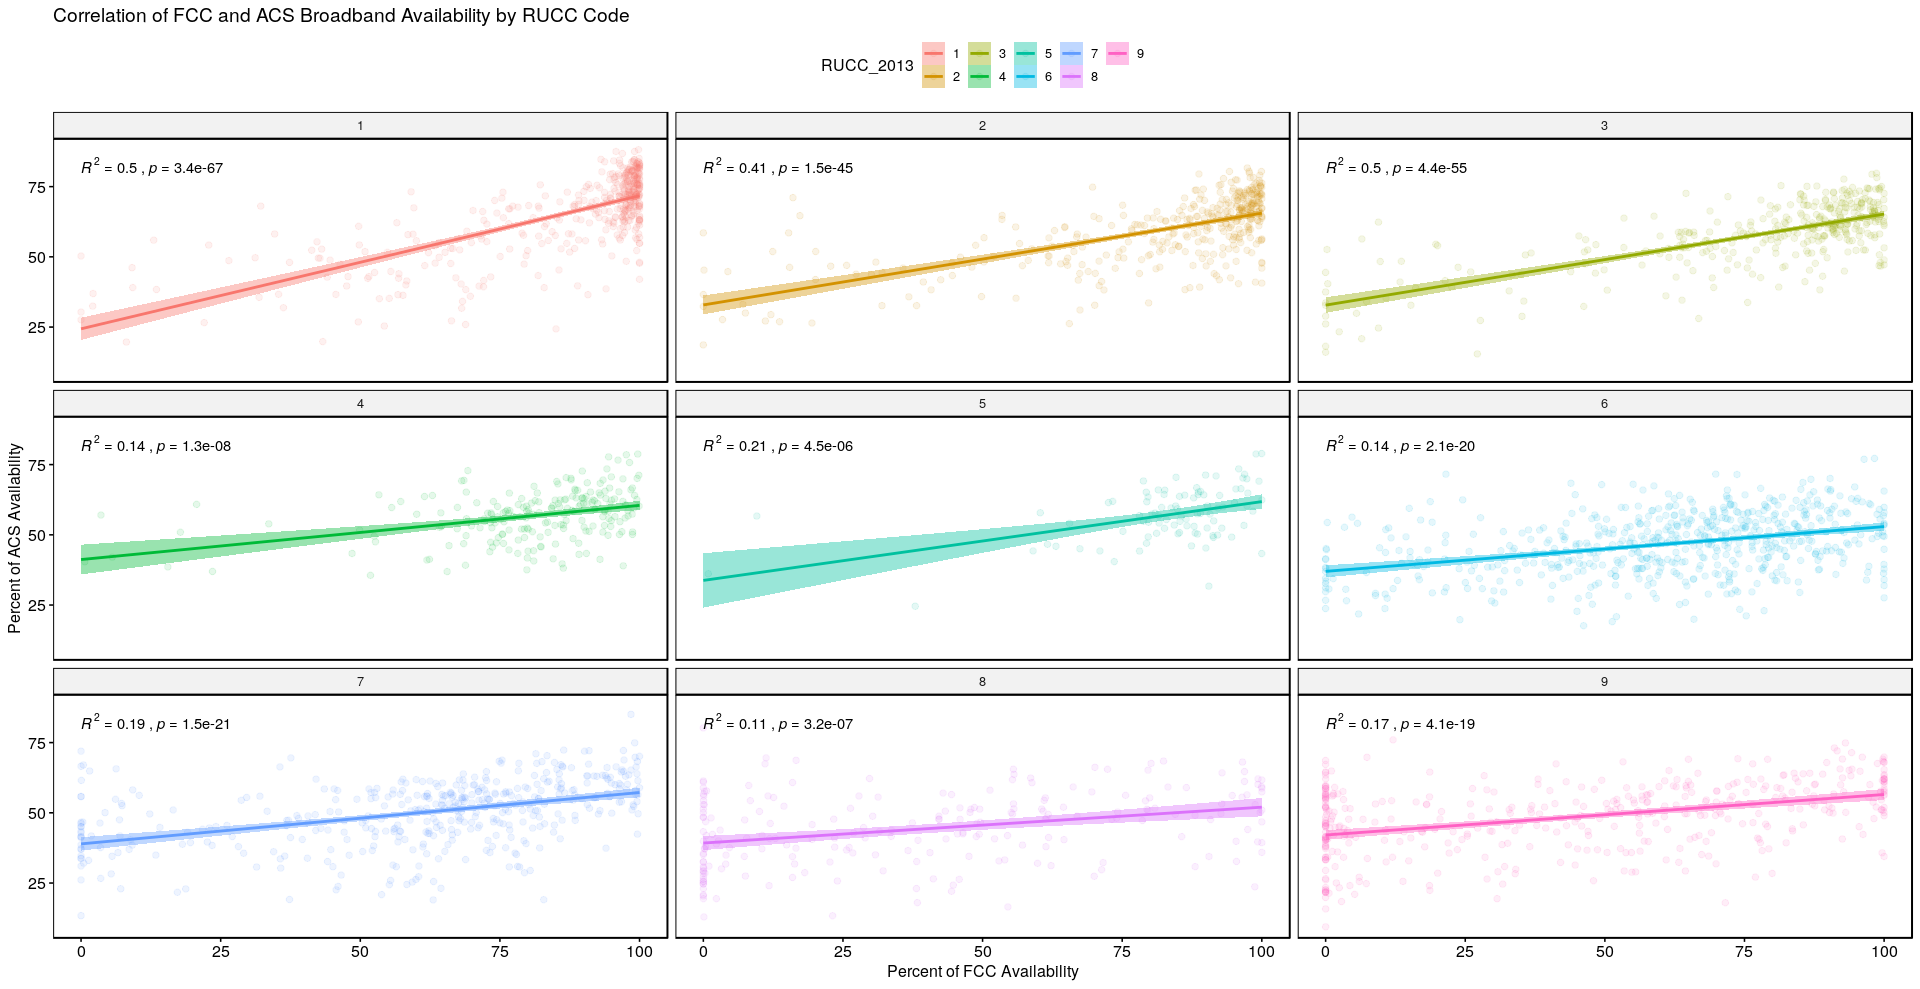 Correlation of FCC and ACS Broadband Availability by RUCC Code
RUCC_2013
1 3 5 7 9
2 4 6 8
1 2 3
R2 = 0.5 , p = 3.4e-67
R2 = 0.41 , p = 1.5e-45
R2 = 0.5 , p = 4.4e-55
75
50
25
4 5 6
R2 = 0.14 , p = 1.3e-08
R2 = 0.21 , p = 4.5e-06
R2 = 0.14 , p = 2.1e-20
75
50
25
Percent of ACS Availability
7 8 9
R2 = 0.19 , p = 1.5e-21
R2 = 0.11 , p = 3.2e-07
R2 = 0.17 , p = 4.1e-19
75
50
25
0 25 50 75 100 0 25 50 75 100 0 25 50 75 100
Percent of FCC Availability